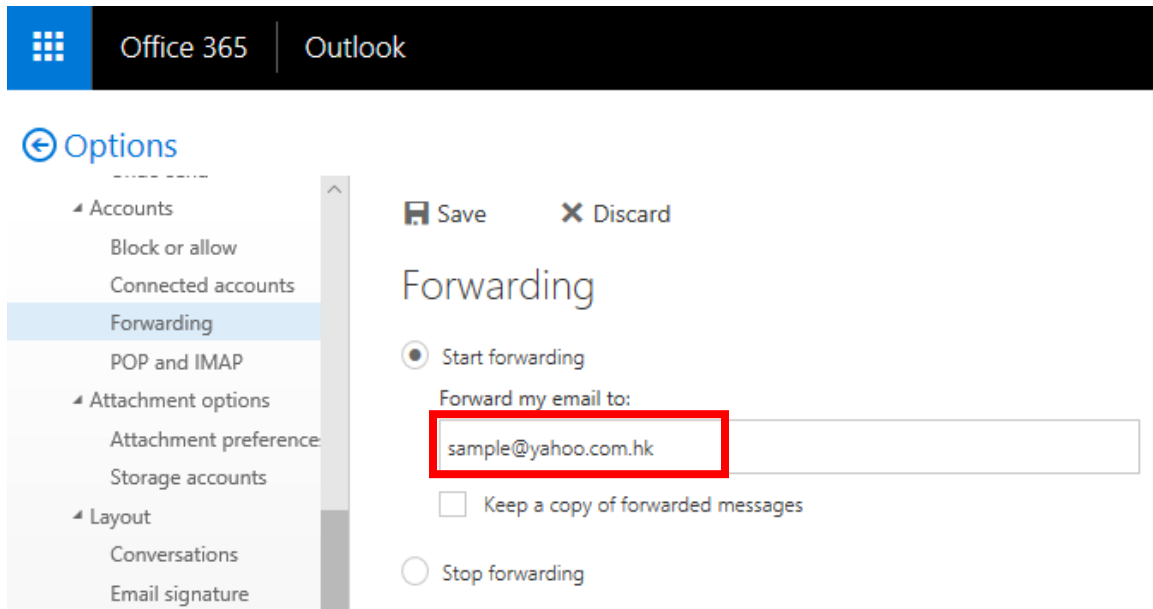 Office 365 Outlook
Options
Accounts
Block or allow
Connected accounts
Forwarding
POP and IMAP
Attachment options
Attachment preference
Storage accounts
Layout
Conversations
Email signature
Save Discard
Forwarding
Start forwarding
Forward my email to:
sample@yahoo.com.hk
Keep a copy of forwarded messages
Stop forwarding